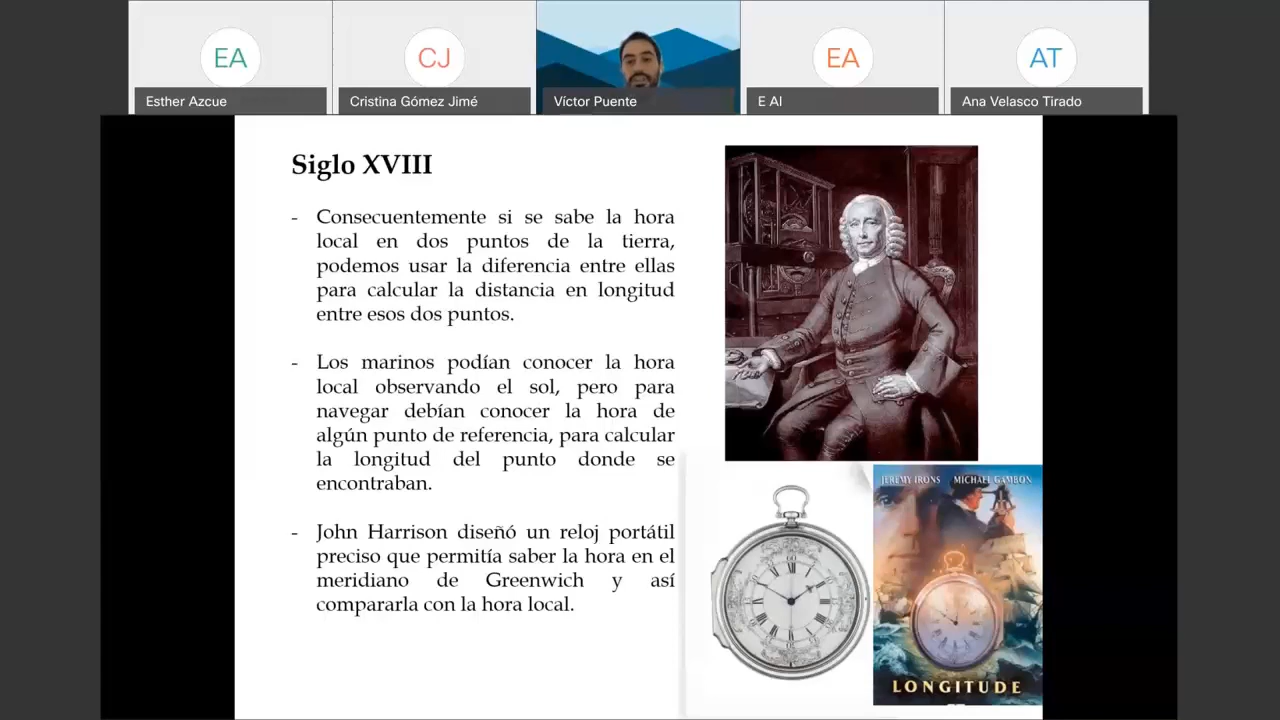 EA
CJ
EA
AT
Esther Azcue
Cristina Gómez Jimé
Víctor Puente
E Al
Ana Velasco Tirado
Siglo XVIII
- Consecuentemente si se sabe la hora
local en dos puntos de la tierra,
podemos usar la diferencia entre ellas
para calcular la distancia en longitud
entre esos dos puntos.
- Los marinos podían conocer la hora
local observando el sol, pero para
navegar debían conocer la hora de
algún punto de referencia, para calcular
la longitud del punto donde se
encontraban.
- John Harrison diseñó un reloj portátil
preciso que permitía saber la hora en el
meridiano de Greenwich y así
compararla con la hora local.
JEREMY IRONS MICHAEL GAMBON
LONGITUDE